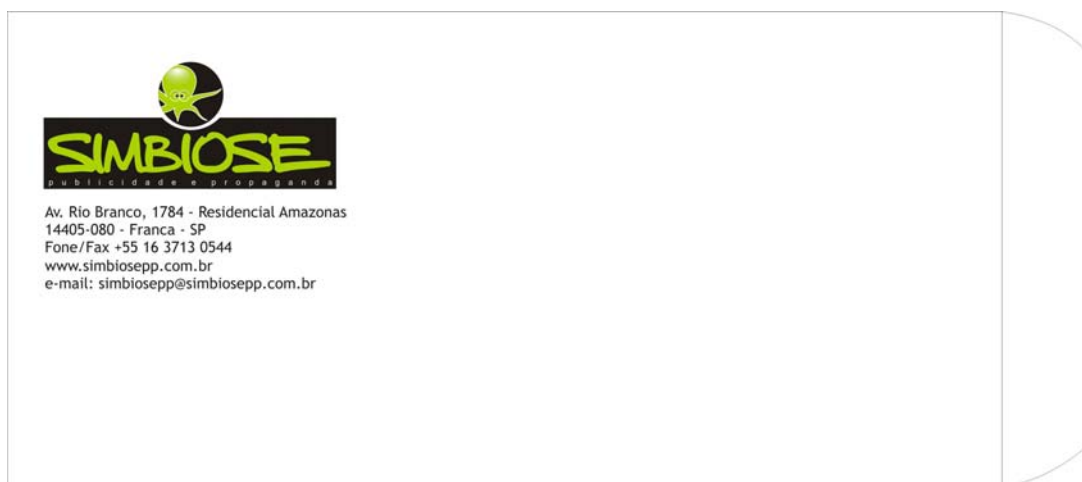 SIMBIOSE
publicidade e propaganda
Av. Rio Branco, 1784 - Residencial Amazonas
14405-080 - Franca - SP
Fone/Fax +55 16 3713 0544
www.simbiosepp.com.br
e-mail: simbiosepp@simbiosepp.com.br